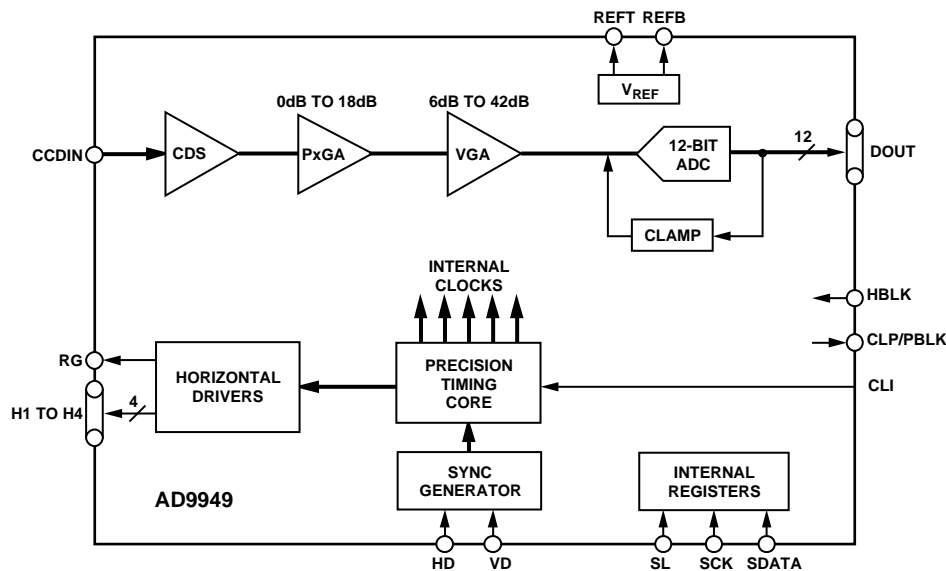 REFT REFB
V_REF
0dB TO 18dB
6dB TO 42dB
CCDIN
CDS
PxGA
VGA
12-BIT
ADC
12
DOUT
CLAMP
INTERNAL
CLOCKS
HBLK
CLP/PBLK
RG
HORIZONTAL
DRIVERS
PRECISION
TIMING
CORE
CLI
H1 TO H4
4
SYNC
GENERATOR
INTERNAL
REGISTERS
AD9949
HD VD
SL SCK SDATA